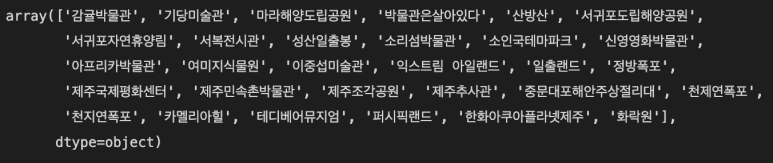 array(['감귤박물관', '기당미술관', '마라해양도립공원', '박물관은살아있다', '산방산', '서귀포도립해양공원',
'서귀포자연휴양림', '서복전시관', '성산일출봉', '소리섬박물관', '소인국테마파크', '신영영화박물관',
'아프리카박물관', '여미지식물원', '이중섭미술관', '익스트림 아일랜드', '일출랜드', '정방폭포',
'제주국제평화센터', '제주민속촌박물관', '제주조각공원', '제주추사관', '중문대포해안주상절리대', '천제연폭포',
'천지연폭포', '카멜리아힐', '테디베어뮤지엄', '퍼시픽랜드', '한화아쿠아플라넷제주', '화락원'],
dtype=object)